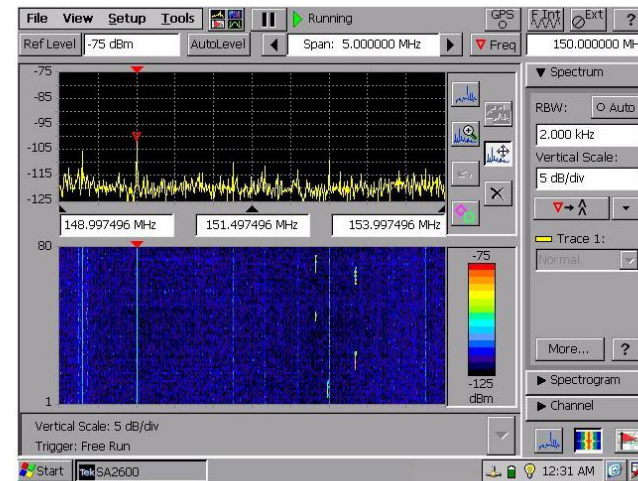 File View Setup Tools Running GPS F Int Ext ?
Ref Level -75 dBm AutoLevel Span: 5.000000 MHz Freq 150.000000 MH
-75
-85
-95
-105
-115
-125
148.997496 MHz 151.497496 MHz 153.997496 MHz
80
1
-75
-125
dBm
Spectrum
RBW: Auto
2.000 kHz
Vertical Scale:
5 dB/div
Trace 1:
Normal
More... ?
Spectrogram
Channel
Vertical Scale: 5 dB/div
Trigger: Free Run
Start Tek SA2600 12:31 AM